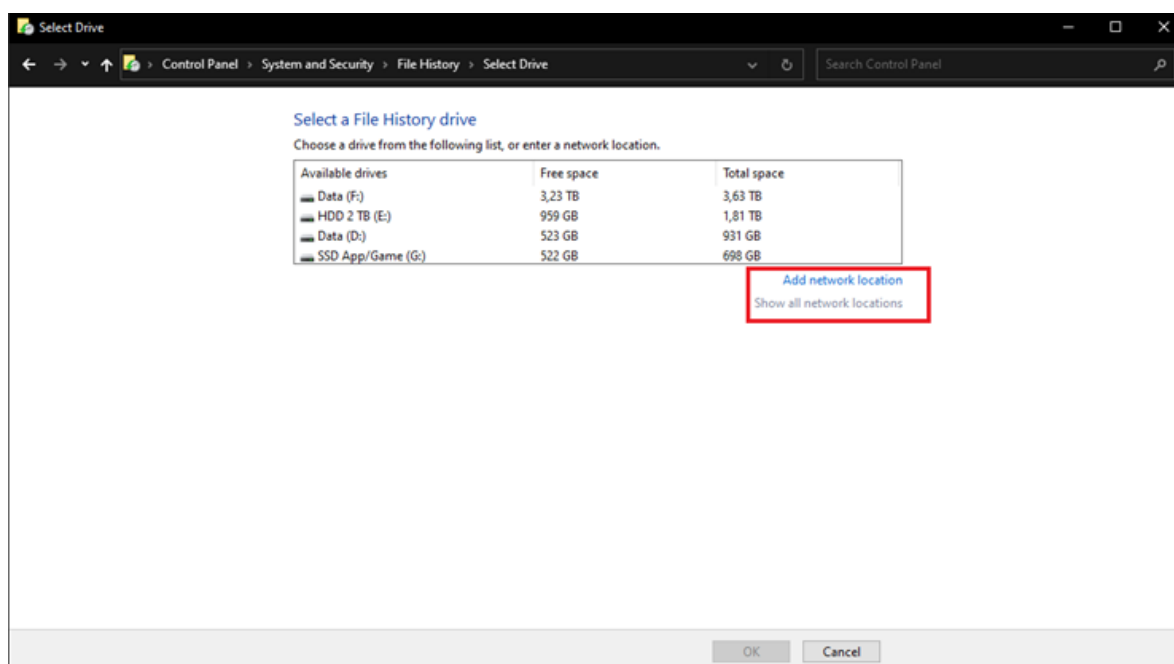 Select Drive
Control Panel > System and Security > File History > Select Drive
Search Control Panel
Select a File History drive
Choose a drive from the following list, or enter a network location.
Available drives Free space Total space
Data (F:) 3,23 TB 3,63 TB
HDD 2 TB (E:) 959 GB 1,81 TB
Data (D:) 523 GB 931 GB
SSD App/Game (G:) 522 GB 698 GB
Add network location
Show all network locations
OK Cancel